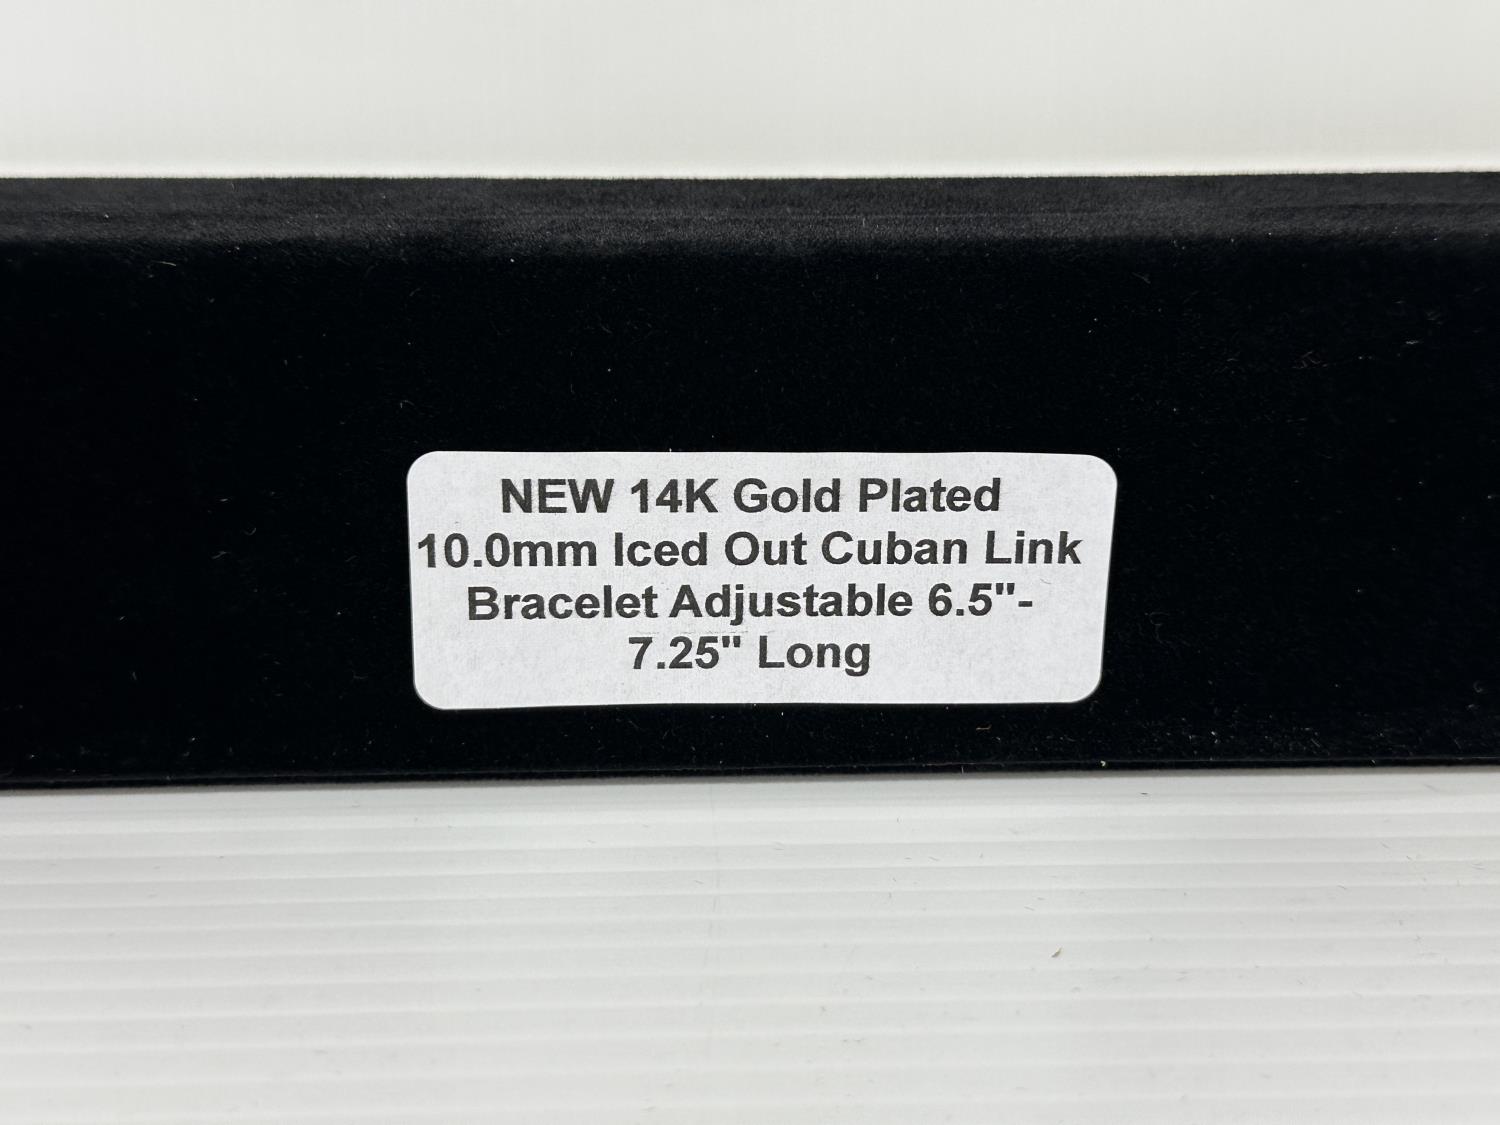 NEW 14K Gold Plated
10.0mm Iced Out Cuban Link
Bracelet Adjustable 6.5"-
7.25" Long